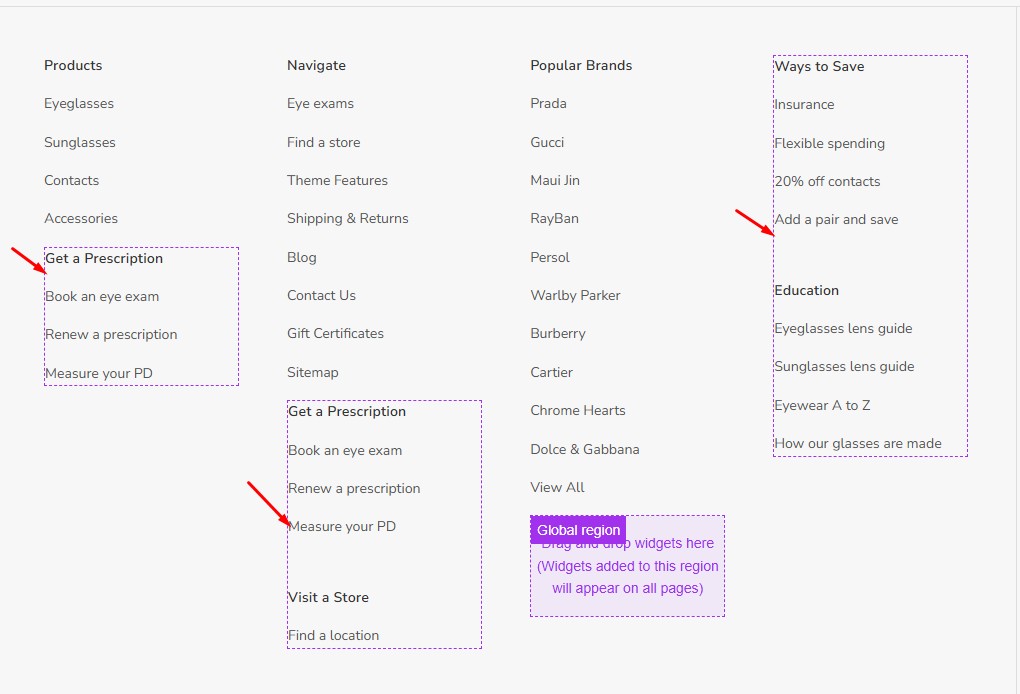 Products
Eyeglasses
Sunglasses
Contacts
Accessories
Get a Prescription
Book an eye exam
Renew a prescription
Measure your PD
Navigate
Eye exams
Find a store
Theme Features
Shipping & Returns
Blog
Contact Us
Gift Certificates
Sitemap
Get a Prescription
Book an eye exam
Renew a prescription
Measure your PD
Visit a Store
Find a location
Popular Brands
Prada
Gucci
Maui Jin
RayBan
Persol
Warlby Parker
Burberry
Cartier
Chrome Hearts
Dolce & Gabbana
View All
Global region
Drag and drop widgets here
(Widgets added to this region
will appear on all pages)
Ways to Save
Insurance
Flexible spending
20% off contacts
Add a pair and save
Education
Eyeglasses lens guide
Sunglasses lens guide
Eyewear A to Z
How our glasses are made